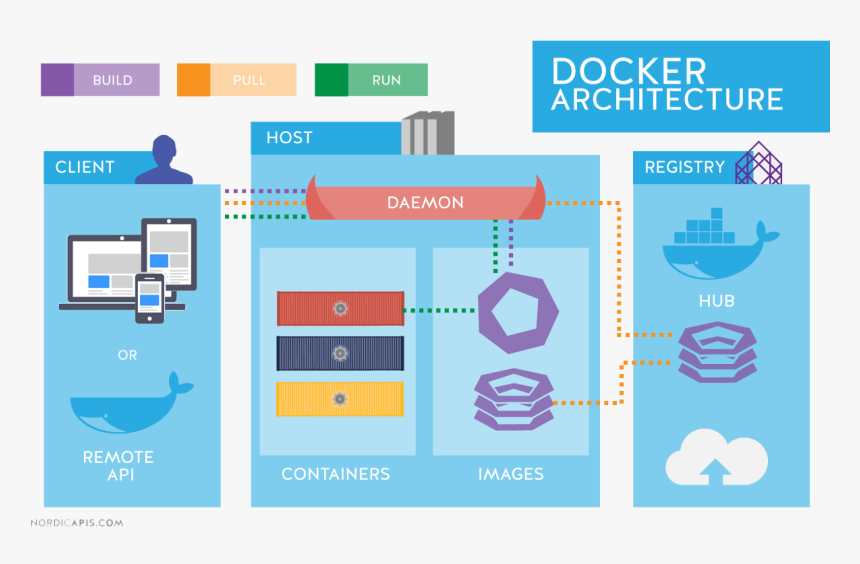 BUILD
PULL
RUN
DOCKER
ARCHITECTURE
CLIENT
HOST
REGISTRY
DAEMON
HUB
OR
REMOTE
API
CONTAINERS
IMAGES
NORDICAPIS.COM